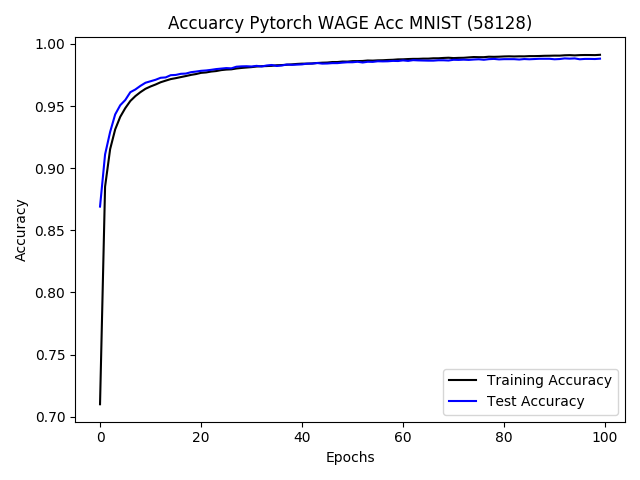 Accuarcy Pytorch WAGE Acc MNIST (58128)
1.00
0.95
0.90
0.85
0.80
0.75
0.70
Accuracy
0 20 40 60 80 100
Epochs
Training Accuracy
Test Accuracy